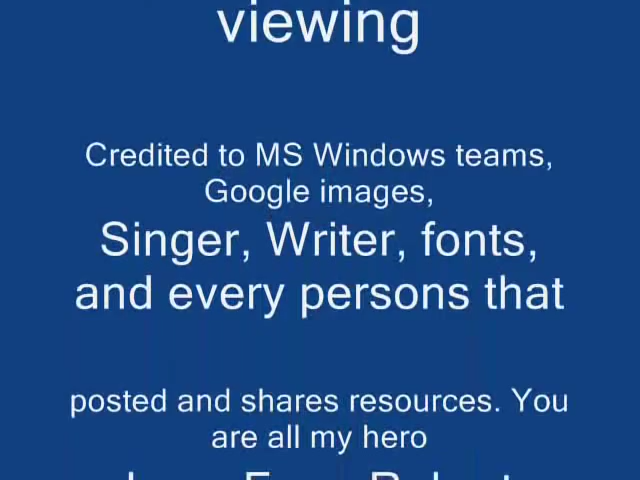 viewing
Credited to MS Windows teams,
Google images,
Singer, Writer, fonts,
and every persons that
posted and shares resources. You
are all my hero